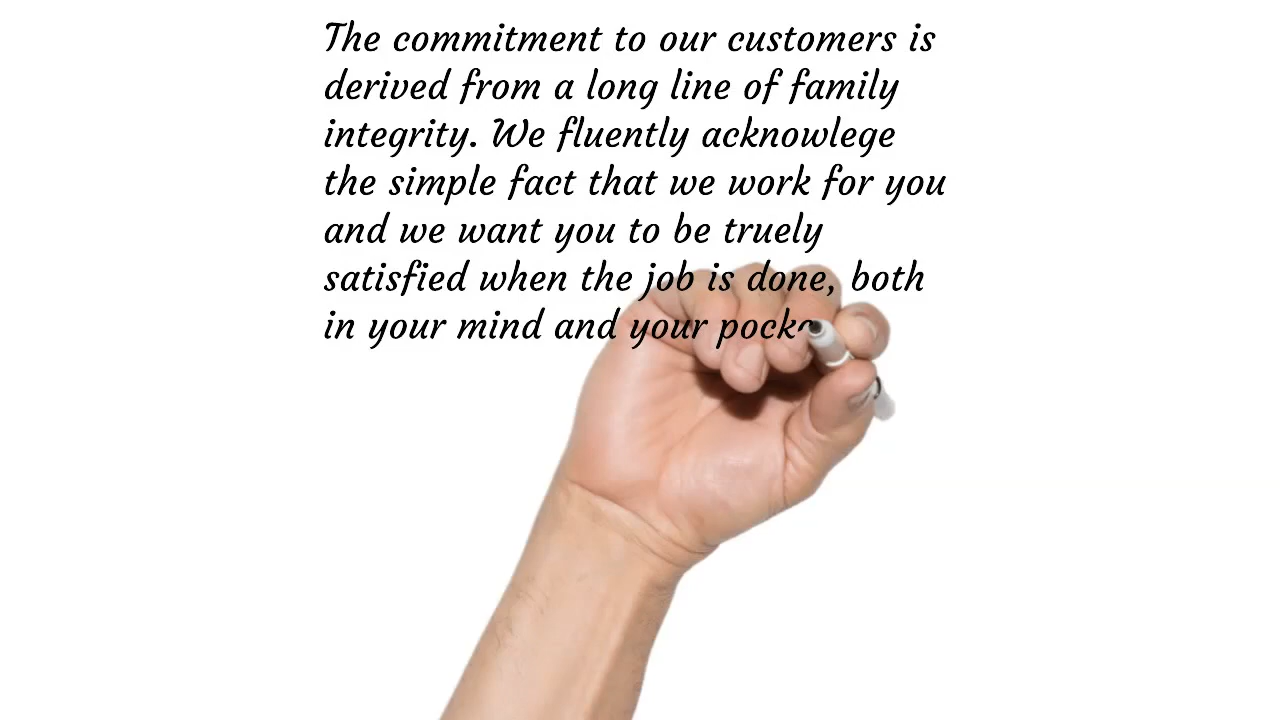 The commitment to our customers is
derived from a long line of family
integrity. We fluently acknowlege
the simple fact that we work for you
and we want you to be truely
satisfied when the job is done, both
in your mind and your